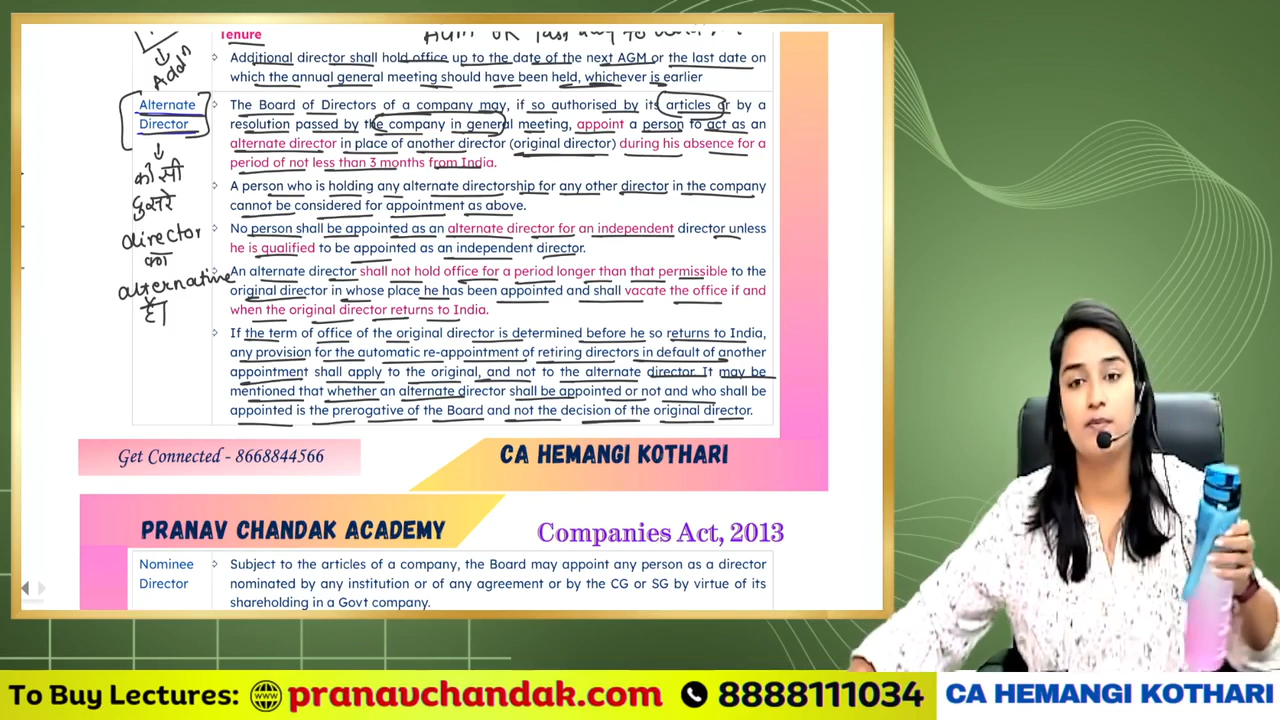 Tenure
Additional director shall hold office up to the date of the next AGM or the last date on
which the annual general meeting should have been held, whichever is earlier
Addn
Alternate
Director
The Board of Directors of a company may, if so authorised by its articles or by a
resolution passed by the company in general meeting, appoint a person to act as an
alternate director in place of another director (original director) during his absence for a
period of not less than 3 months from India.
A person who is holding any alternate directorship for any other director in the company
cannot be considered for appointment as above.
No person shall be appointed as an alternate director for an independent director unless
he is qualified to be appointed as an independent director.
An alternate director shall not hold office for a period longer than that permissible to the
original director in whose place he has been appointed and shall vacate the office if and
when the original director returns to India.
If the term of office of the original director is determined before he so returns to India,
any provision for the automatic re-appointment of retiring directors in default of another
appointment shall apply to the original, and not to the alternate director. It may be
mentioned that whether an alternate director shall be appointed or not and who shall be
appointed is the prerogative of the Board and not the decision of the original director.
दुसरे
director
का
alternative
है।
Get Connected - 8668844566
CA HEMANGI KOTHARI
PRANAV CHANDAK ACADEMY
Companies Act, 2013
Nominee
Director
Subject to the articles of a company, the Board may appoint any person as a director
nominated by any institution or of any agreement or by the CG or SG by virtue of its
shareholding in a Govt company.
To Buy Lectures: pranavchandak.com 8888111034 CA HEMANGI KOTHARI